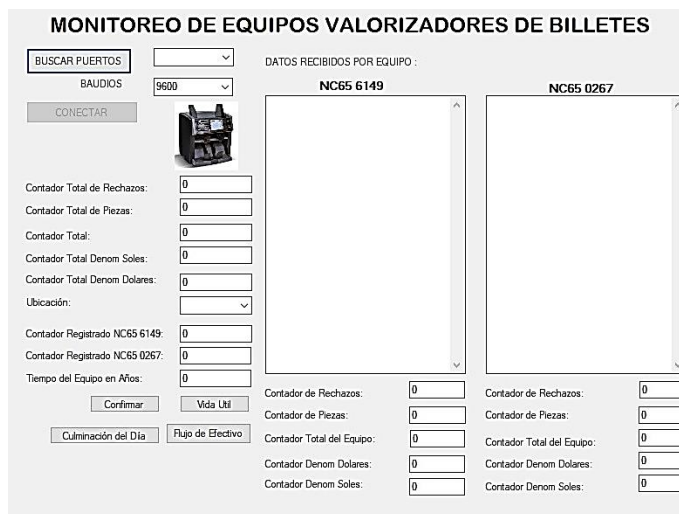 MONITOREO DE EQUIPOS VALORIZADORES DE BILLETES
BUSCAR PUERTOS
BAUDIOS 9600
CONECTAR
Contador Total de Rechazos: 0
Contador Total de Piezas: 0
Contador Total: 0
Contador Total Denom Soles: 0
Contador Total Denom Dolares: 0
Ubicación:
Contador Registrado NC65 6149: 0
Contador Registrado NC65 0267: 0
Tiempo del Equipo en Años: 0
Confirmar Vida Util
Culminación del Día Flujo de Efectivo
DATOS RECIBIDOS POR EQUIPO :
NC65 6149
Contador de Rechazos: 0
Contador de Piezas: 0
Contador Total del Equipo: 0
Contador Denom Dolares: 0
Contador Denom Soles: 0
NC65 0267
Contador de Rechazos: 0
Contador de Piezas: 0
Contador Total del Equipo: 0
Contador Denom Dolares: 0
Contador Denom Soles: 0